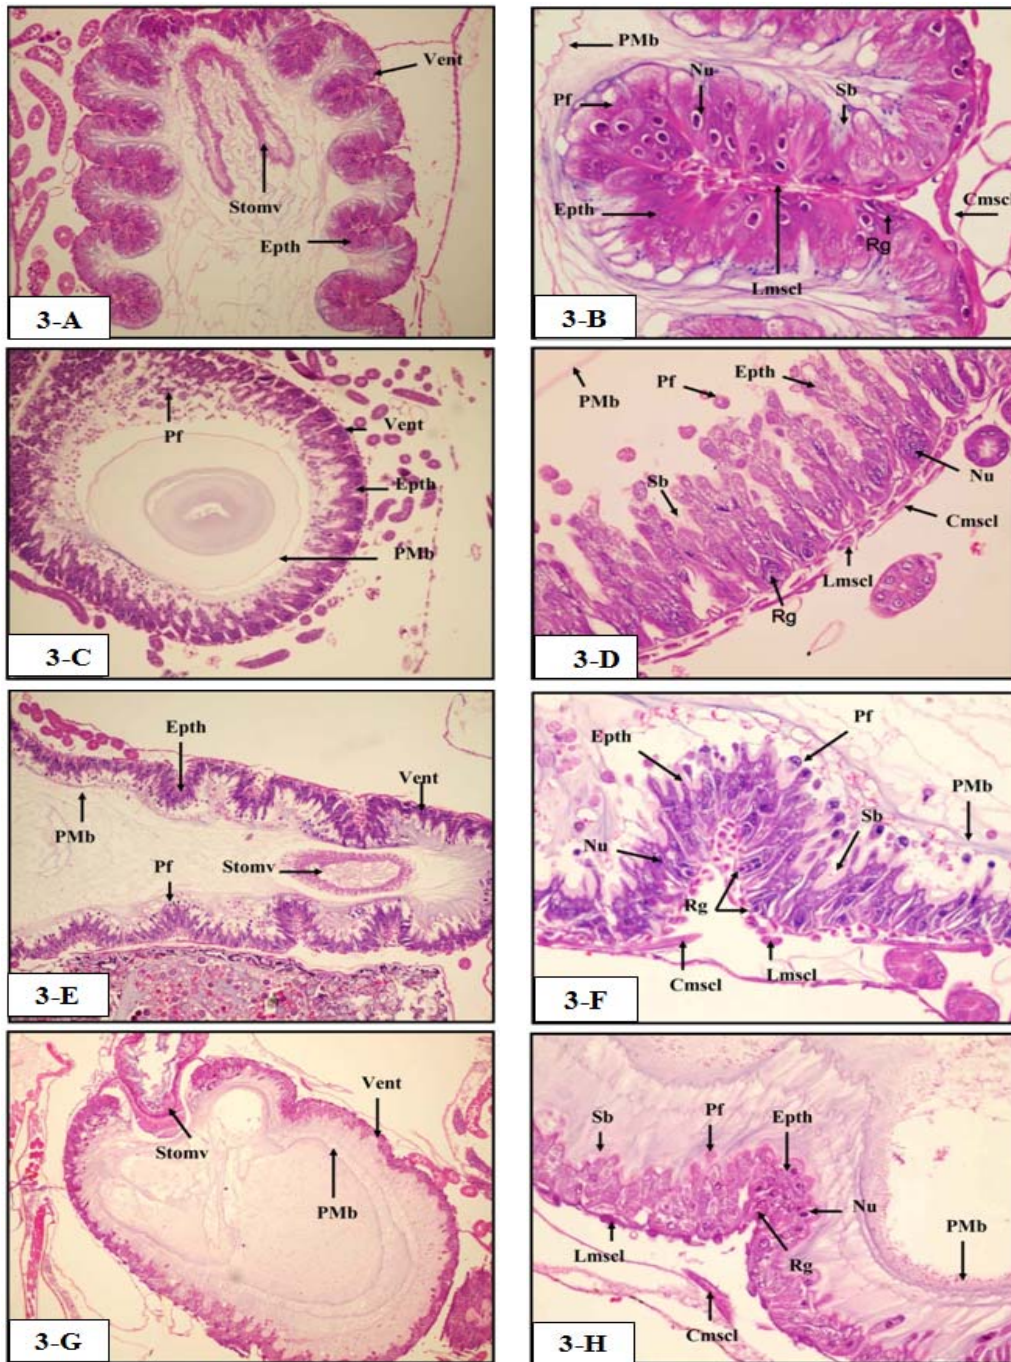 Vent
Stomv
Epth
3-A
PMb
Nu
Pf
Sb
Epth
Cmscl
Rg
Lmscl
3-B
Pf
Vent
Epth
PMb
3-C
Epth
Pf
PMb
Sb
Nu
Cmscl
Lmscl
Rg
3-D
Epth
Vent
PMb
Pf
Stomv
3-E
Pf
Epth
PMb
Sb
Nu
Rg
Cmscl
Lmscl
3-F
Vent
Stomv
PMb
3-G
Sb
Pf
Epth
Nu
PMb
Lmscl
Rg
Cmscl
3-H